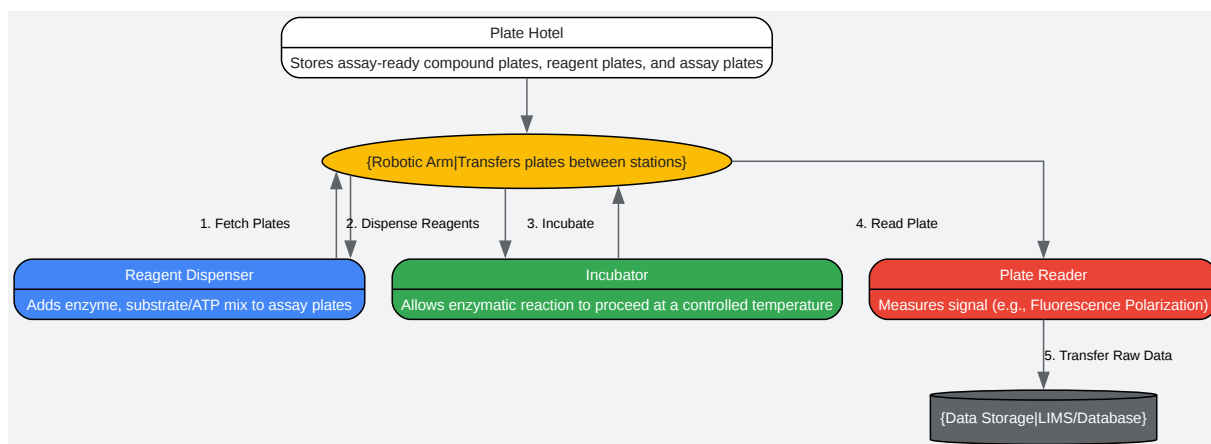 Plate Hotel
Stores assay-ready compound plates, reagent plates, and assay plates
{Robotic Arm|Transfers plates between stations}
1. Fetch Plates
2. Dispense Reagents
3. Incubate
4. Read Plate
Reagent Dispenser
Adds enzyme, substrate/ATP mix to assay plates
Incubator
Allows enzymatic reaction to proceed at a controlled temperature
Plate Reader
Measures signal (e.g., Fluorescence Polarization)
5. Transfer Raw Data
{Data Storage|LIMS/Database}